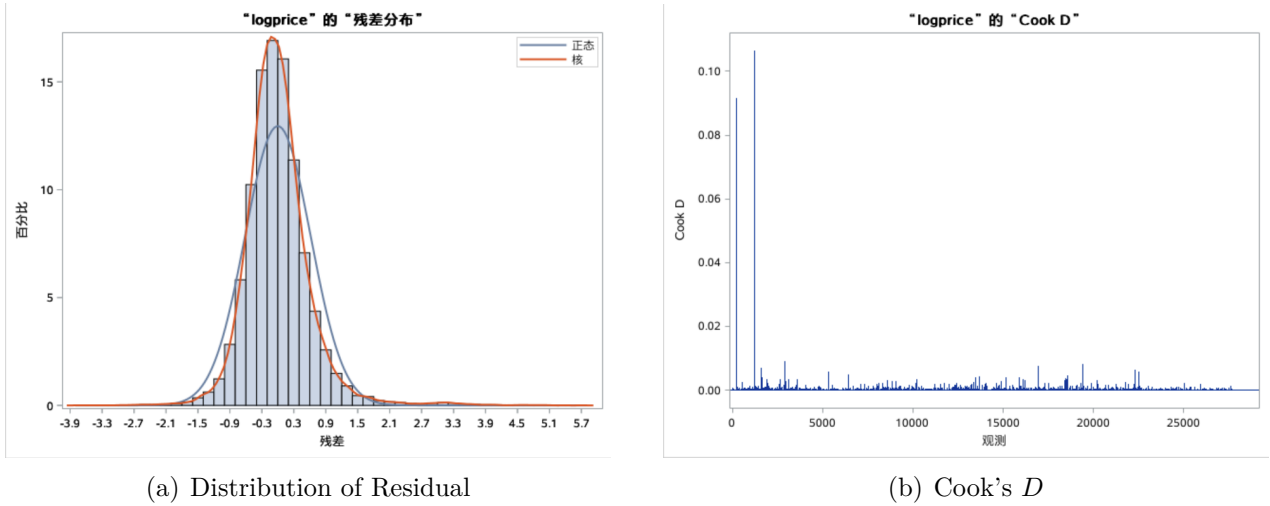 “logprice”的“残差分布”
正态
核
15
10
5
0
百分比
-3.9 -3.3 -2.7 -2.1 -1.5 -0.9 -0.3 0.3 0.9 1.5 2.1 2.7 3.3 3.9 4.5 5.1 5.7
残差
(a) Distribution of Residual
“logprice”的“Cook D”
0.10
0.08
0.06
0.04
0.02
0.00
Cook D
0 5000 10000 15000 20000 25000
观测
(b) Cook's D